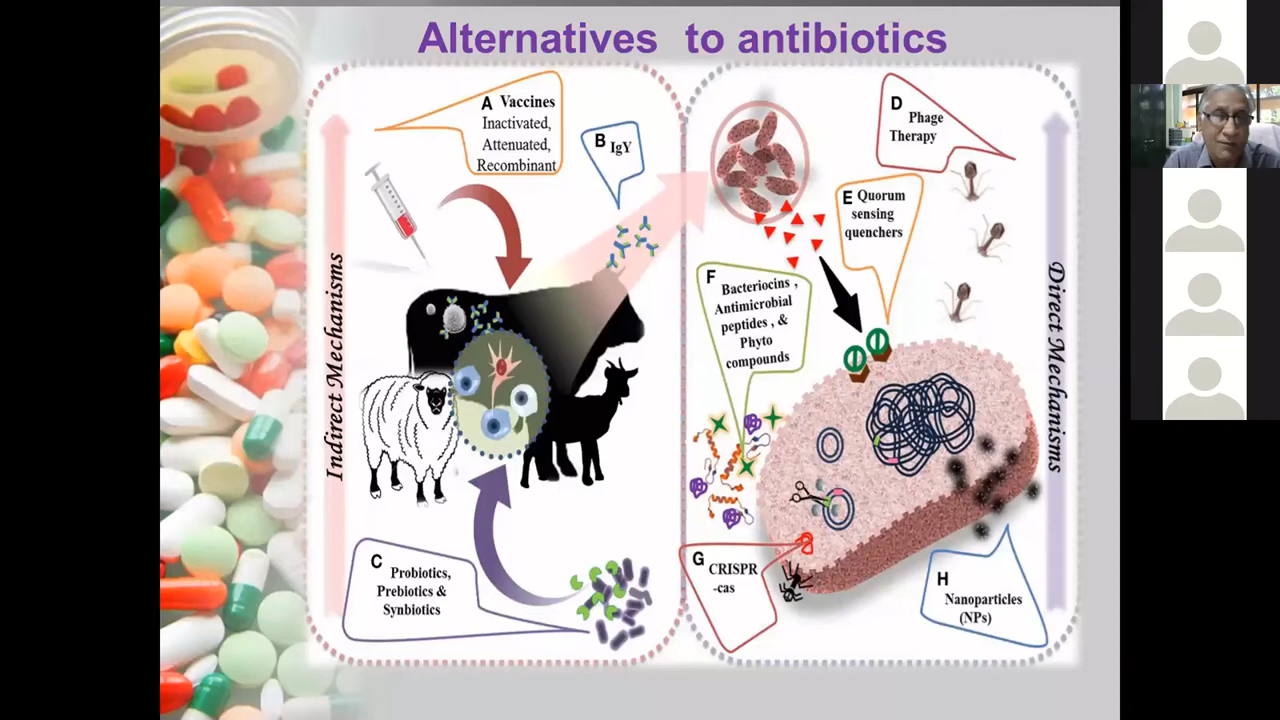 Alternatives to antibiotics
A Vaccines
Inactivated,
Attenuated,
Recombinant
B IgY
Indirect Mechanisms
C Probiotics,
Prebiotics &
Synbiotics
D Phage
Therapy
E Quorum
sensing
quenchers
F Bacteriocins ,
Antimicrobial
peptides , &
Phyto
compounds
G CRISPR
-cas
H Nanoparticles
(NPs)
Direct Mechanisms